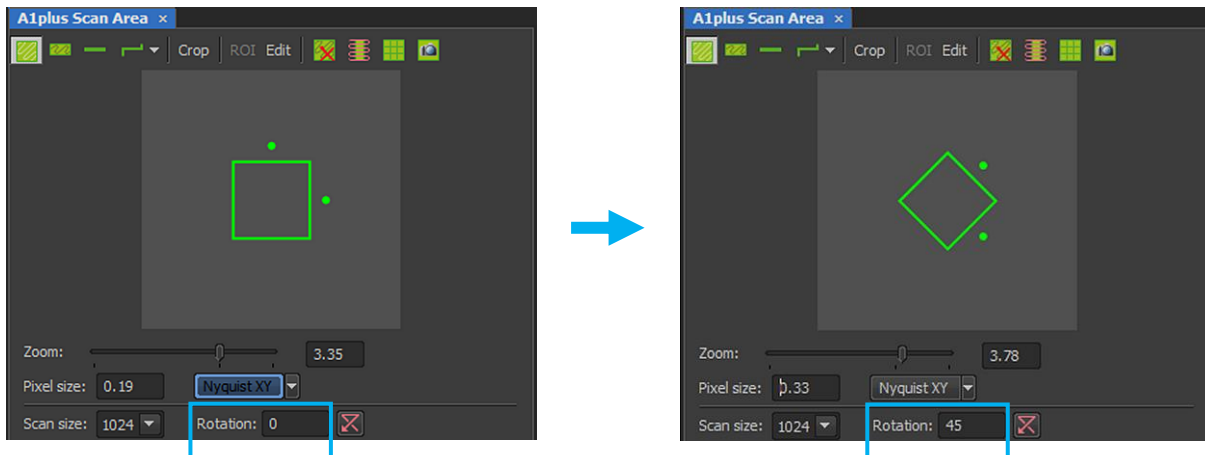 A1plus Scan Area ×
Crop ROI Edit
Zoom: 3.35
Pixel size: 0.19 Nyquist XY
Scan size: 1024 Rotation: 0
A1plus Scan Area ×
Crop ROI Edit
Zoom: 3.78
Pixel size: 0.33 Nyquist XY
Scan size: 1024 Rotation: 45